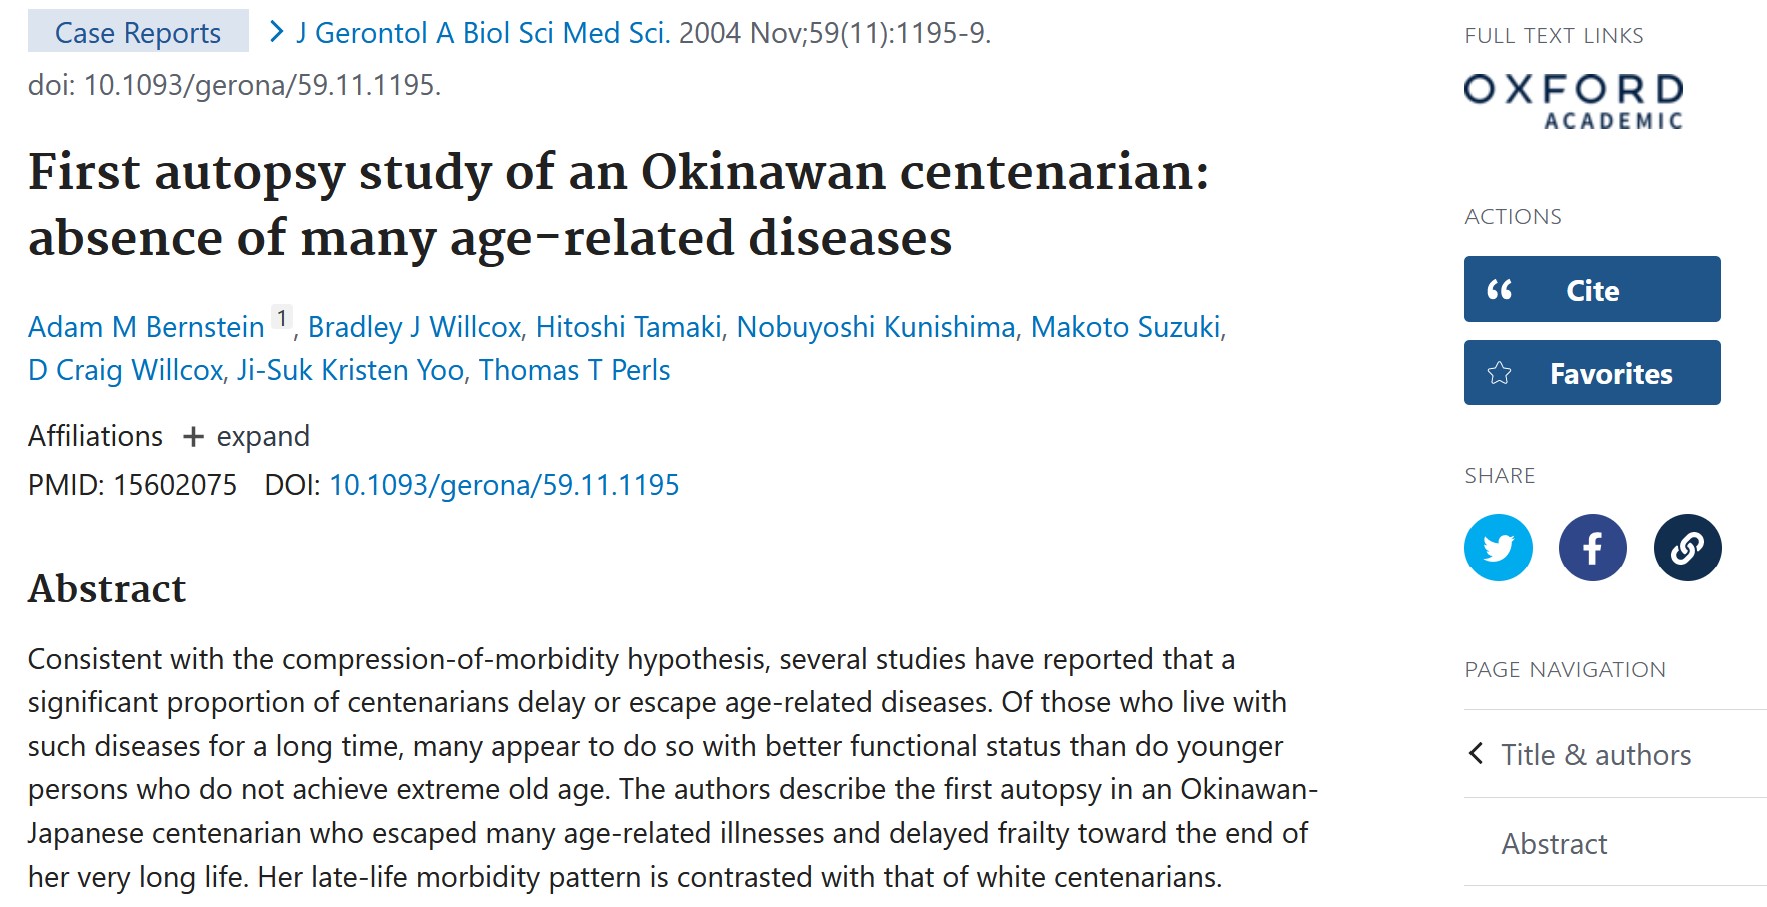 Case Reports > J Gerontol A Biol Sci Med Sci. 2004 Nov;59(11):1195-9.
doi: 10.1093/gerona/59.11.1195.
First autopsy study of an Okinawan centenarian:
absence of many age-related diseases
Adam M Bernstein 1, Bradley J Willcox, Hitoshi Tamaki, Nobuyoshi Kunishima, Makoto Suzuki,
D Craig Willcox, Ji-Suk Kristen Yoo, Thomas T Perls
Affiliations + expand
PMID: 15602075 DOI: 10.1093/gerona/59.11.1195
Abstract
Consistent with the compression-of-morbidity hypothesis, several studies have reported that a
significant proportion of centenarians delay or escape age-related diseases. Of those who live with
such diseases for a long time, many appear to do so with better functional status than do younger
persons who do not achieve extreme old age. The authors describe the first autopsy in an Okinawan-
Japanese centenarian who escaped many age-related illnesses and delayed frailty toward the end of
her very long life. Her late-life morbidity pattern is contrasted with that of white centenarians.
FULL TEXT LINKS
OXFORD
ACADEMIC
ACTIONS
Cite
Favorites
SHARE
PAGE NAVIGATION
Title & authors
Abstract